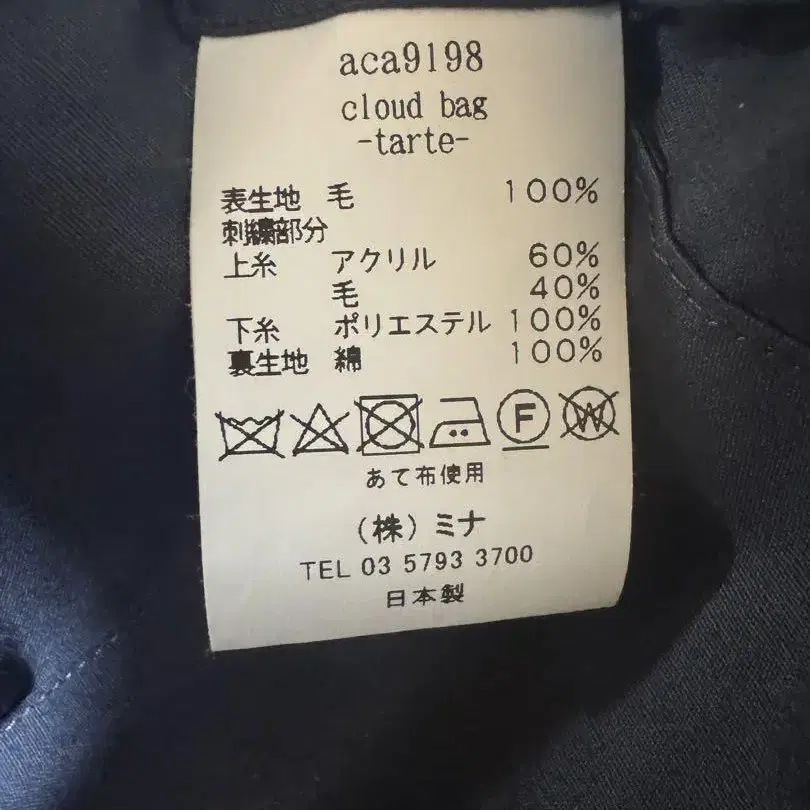 aca9198
cloud bag
-tarte-
表生地 毛 100%
刺繍部分
上糸 アクリル 60%
毛 40%
下糸 ポリエステル 100%
裏生地 綿 100%
F W
あて布使用
(株)ミナ
TEL 03 5793 3700
日本製